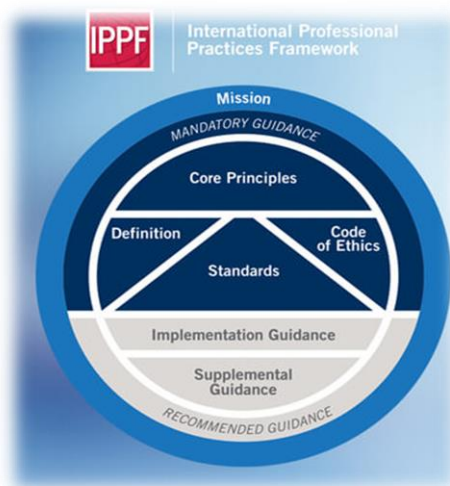 IPPF
International Professional
Practices Framework
Mission
MANDATORY GUIDANCE
Core Principles
Definition
Code
of Ethics
Standards
Implementation Guidance
Supplemental
Guidance
RECOMMENDED GUIDANCE